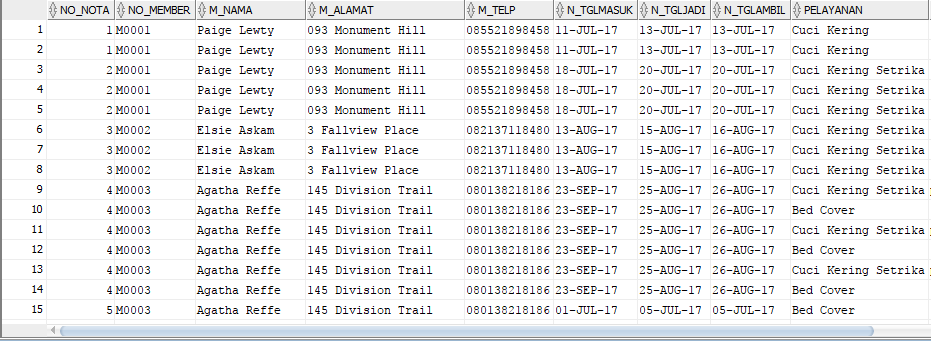 NO_NOTA NO_MEMBER M_NAMA M_ALAMAT M_TELP N_TGLMASUK N_TGLJADI N_TGLAMBIL PELAYANAN
1 1 M0001 Paige Lewty 093 Monument Hill 085521898458 11-JUL-17 13-JUL-17 13-JUL-17 Cuci Kering
2 1 M0001 Paige Lewty 093 Monument Hill 085521898458 11-JUL-17 13-JUL-17 13-JUL-17 Cuci Kering
3 2 M0001 Paige Lewty 093 Monument Hill 085521898458 18-JUL-17 20-JUL-17 20-JUL-17 Cuci Kering Setrika
4 2 M0001 Paige Lewty 093 Monument Hill 085521898458 18-JUL-17 20-JUL-17 20-JUL-17 Cuci Kering Setrika
5 2 M0001 Paige Lewty 093 Monument Hill 085521898458 18-JUL-17 20-JUL-17 20-JUL-17 Cuci Kering Setrika
6 3 M0002 Elsie Askam 3 Fallview Place 082137118480 13-AUG-17 15-AUG-17 16-AUG-17 Cuci Kering Setrika
7 3 M0002 Elsie Askam 3 Fallview Place 082137118480 13-AUG-17 15-AUG-17 16-AUG-17 Cuci Kering Setrika
8 3 M0002 Elsie Askam 3 Fallview Place 082137118480 13-AUG-17 15-AUG-17 16-AUG-17 Cuci Kering Setrika
9 4 M0003 Agatha Reffe 145 Division Trail 080138218186 23-SEP-17 25-AUG-17 26-AUG-17 Cuci Kering Setrika
10 4 M0003 Agatha Reffe 145 Division Trail 080138218186 23-SEP-17 25-AUG-17 26-AUG-17 Bed Cover
11 4 M0003 Agatha Reffe 145 Division Trail 080138218186 23-SEP-17 25-AUG-17 26-AUG-17 Cuci Kering Setrika
12 4 M0003 Agatha Reffe 145 Division Trail 080138218186 23-SEP-17 25-AUG-17 26-AUG-17 Bed Cover
13 4 M0003 Agatha Reffe 145 Division Trail 080138218186 23-SEP-17 25-AUG-17 26-AUG-17 Cuci Kering Setrika
14 4 M0003 Agatha Reffe 145 Division Trail 080138218186 23-SEP-17 25-AUG-17 26-AUG-17 Bed Cover
15 5 M0003 Agatha Reffe 145 Division Trail 080138218186 01-JUL-17 05-JUL-17 05-JUL-17 Bed Cover